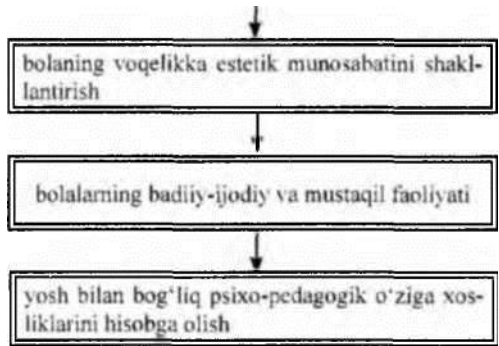 bolaning voqelikka estetik munosabatini shakl-
lantirish
bolalarning badiiy-ijodiy va mustaqil faoliyati
yosh bilan bog‘liq psixo-pedagogik o‘ziga xos-
liklarini hisobga olish